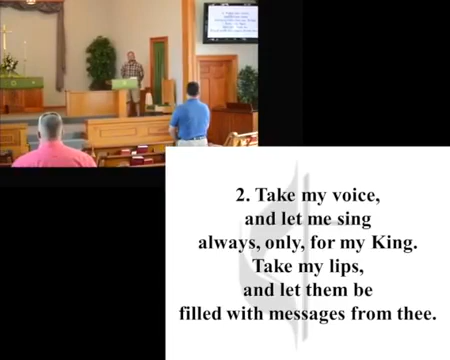 2. Take my voice,
and let me sing
always, only, for my King.
Take my lips,
and let them be
filled with messages from thee.